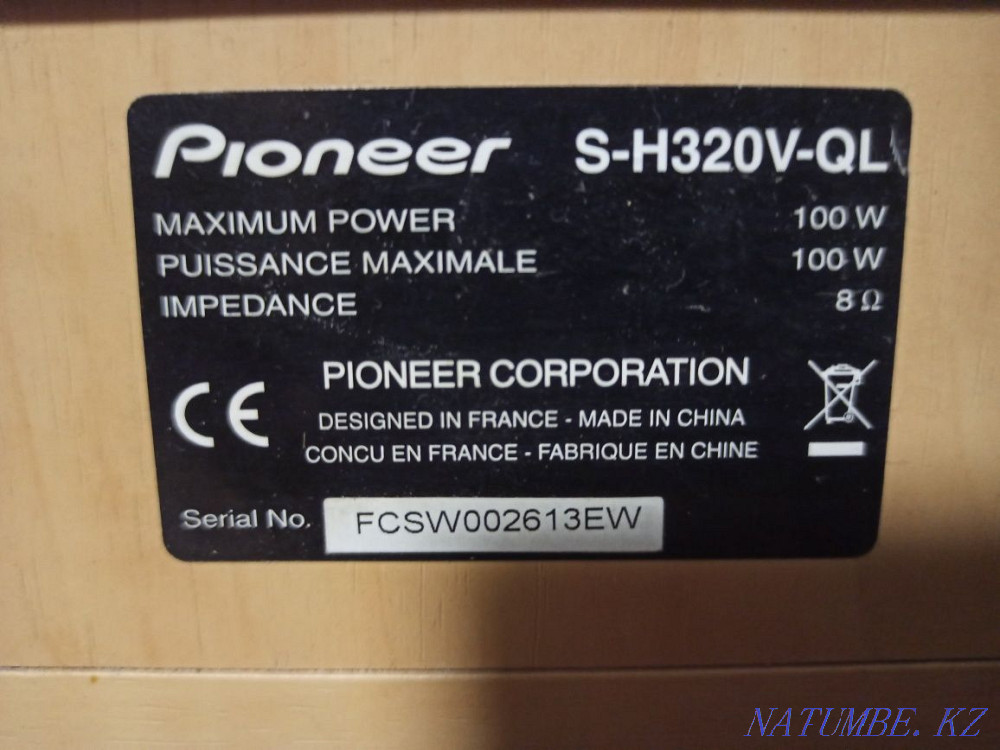 Pioneer S-H320V-QL
MAXIMUM POWER 100 W
PUISSANCE MAXIMALE 100 W
IMPEDANCE 8 Ω
PIONEER CORPORATION
DESIGNED IN FRANCE - MADE IN CHINA
CONCU EN FRANCE - FABRIQUE EN CHINE
CE
Serial No. FCSW002613EW
NATUMBE. KZ